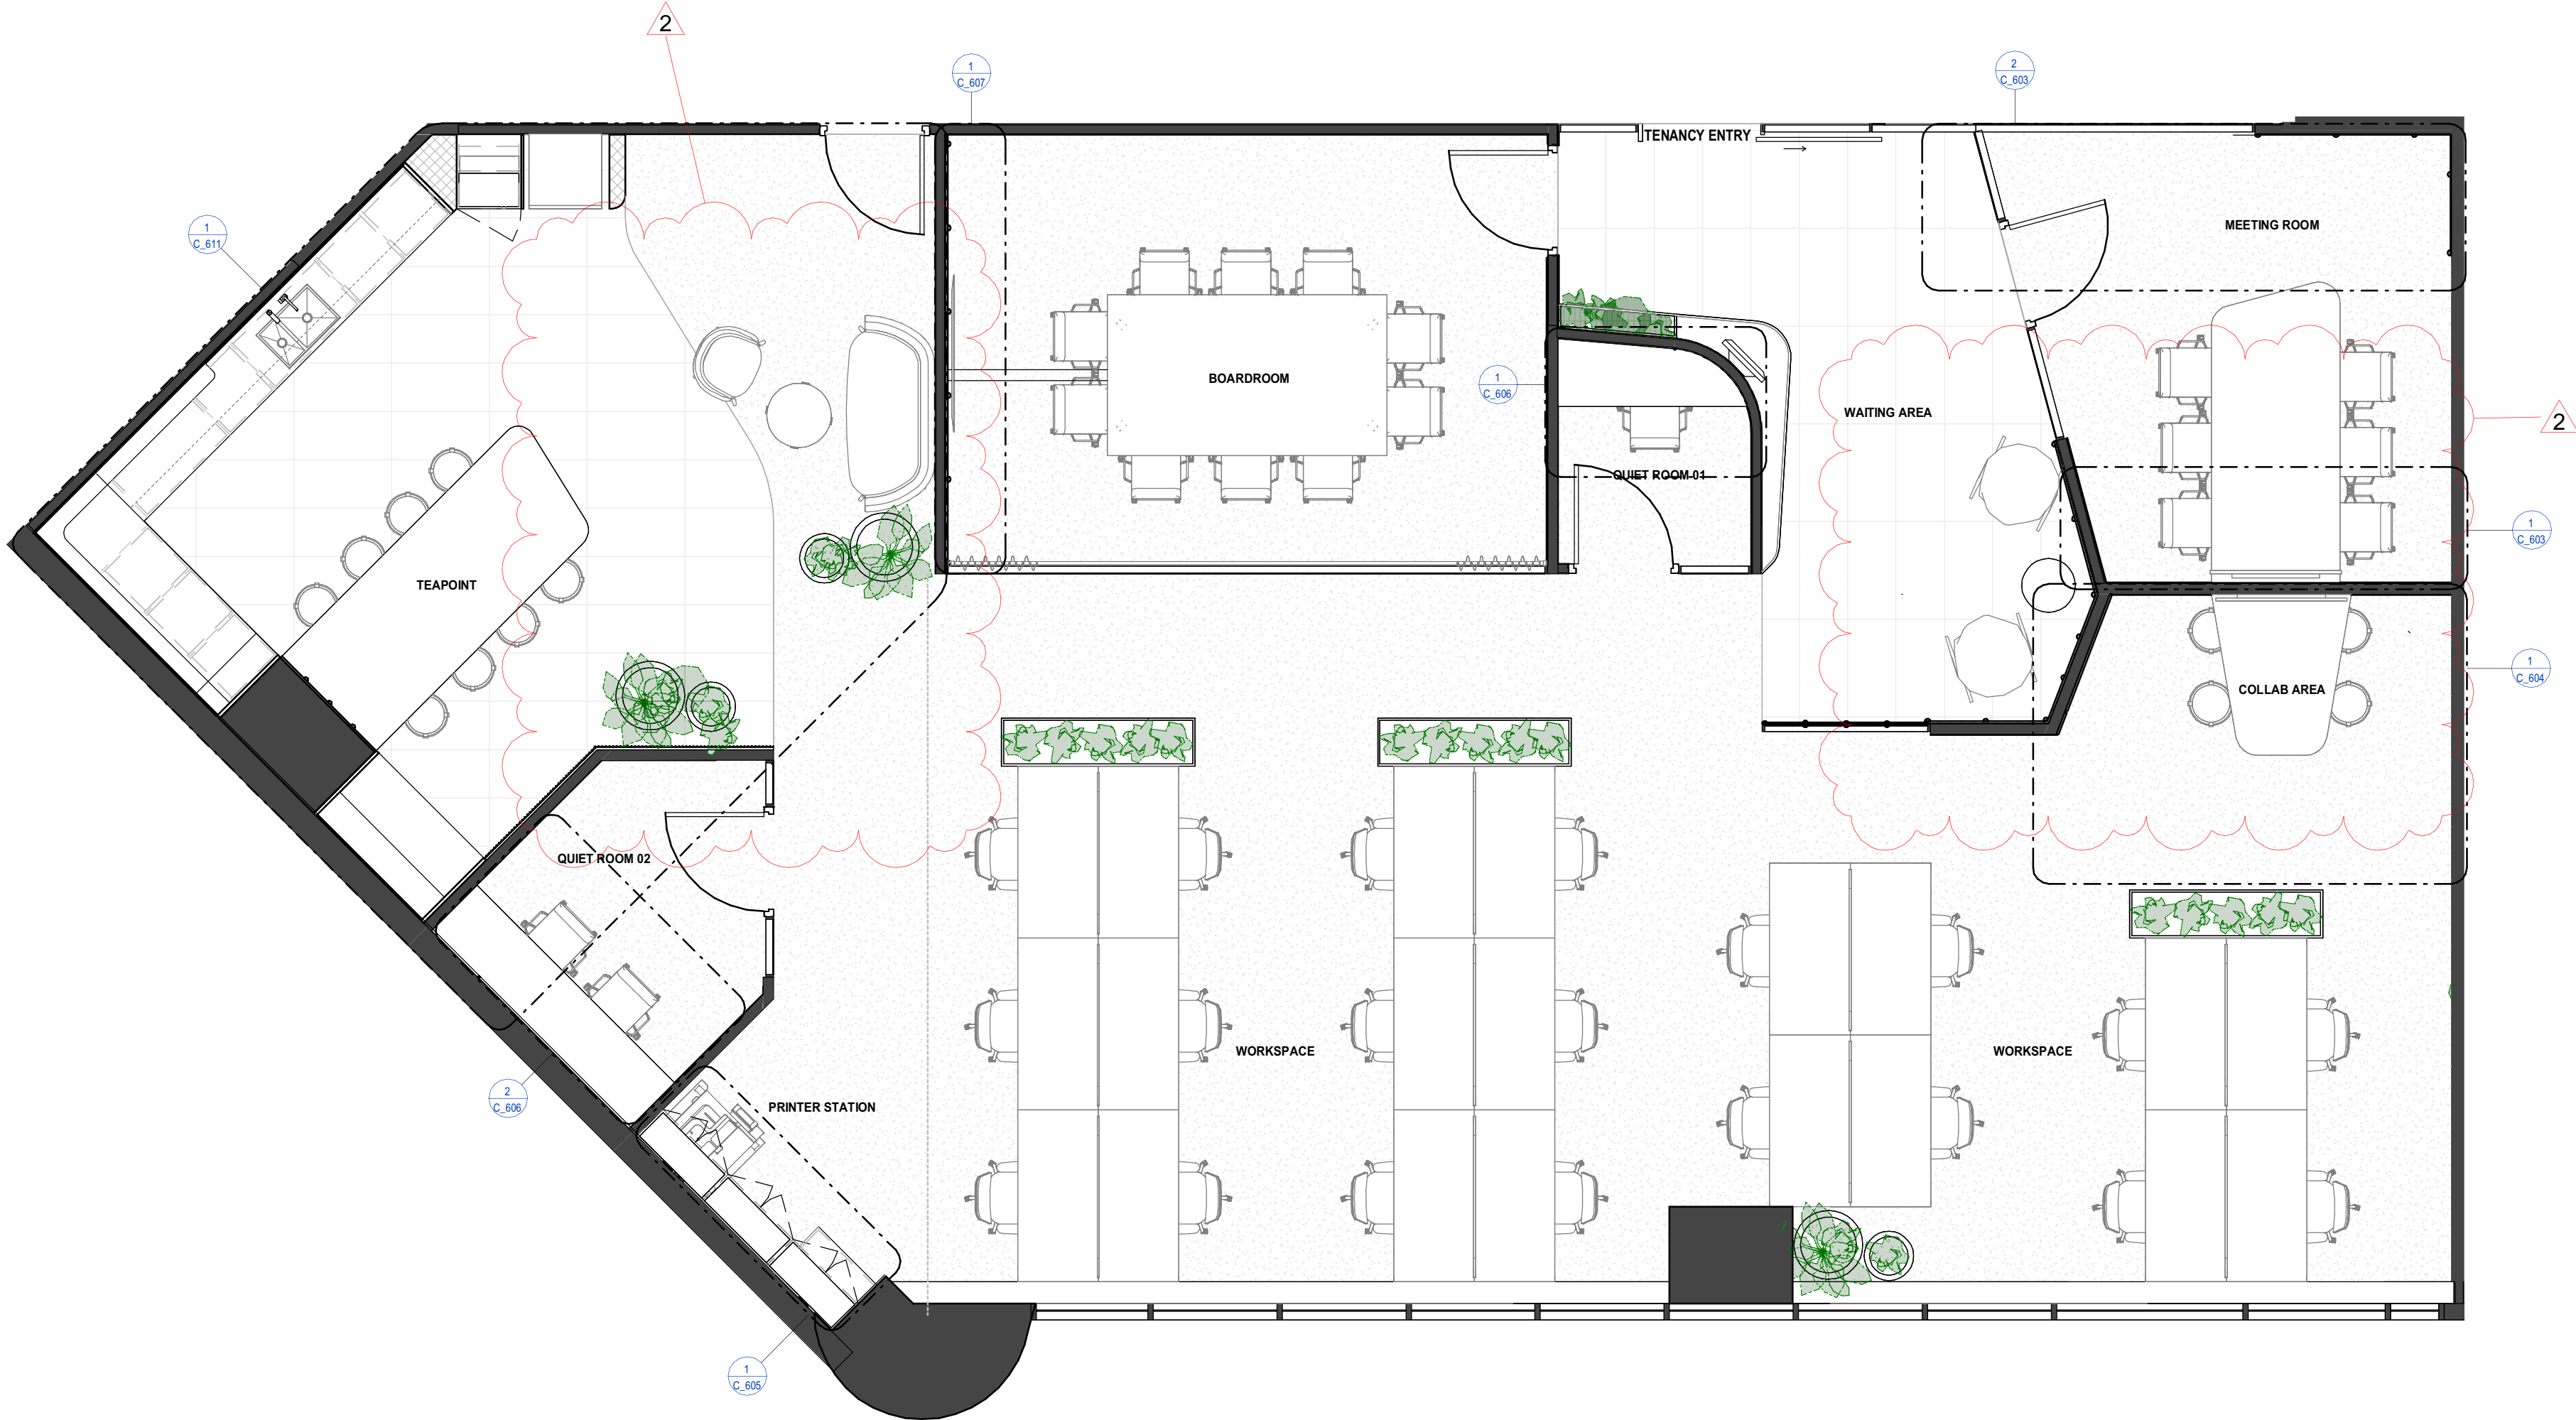 2
1
C_607
2
C_603
TENANCY ENTRY
1
C_611
MEETING ROOM
BOARDROOM
1
C_606
WAITING AREA
2
QUIET ROOM 01
1
C_603
TEAPOINT
1
C_604
COLLAB AREA
QUIET ROOM 02
WORKSPACE
WORKSPACE
2
C_606
PRINTER STATION
1
C_605